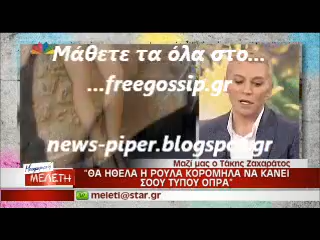 Μάθετε τα όλα στο...
...freegossip.gr
news-piper.blogspot.gr
Μαζί μας ο Τάκης Ζαχαράτος
ΜΕΛΕΤΗ
"ΘΑ ΗΘΕΛΑ Η ΡΟΥΛΑ ΚΟΡΟΜΗΛΑ ΝΑ ΚΑΝΕΙ
ΣΟΟΥ ΤΥΠΟΥ ΟΠΡΑ"
meleti@star.gr